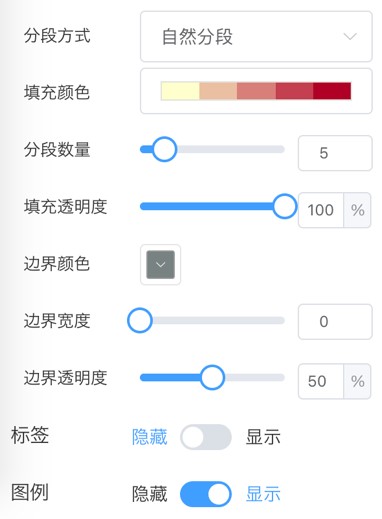 分段方式 自然分段
填充颜色
分段数量 5
填充透明度 100 %
边界颜色
边界宽度 0
边界透明度 50 %
标签 隐藏 显示
图例 隐藏 显示